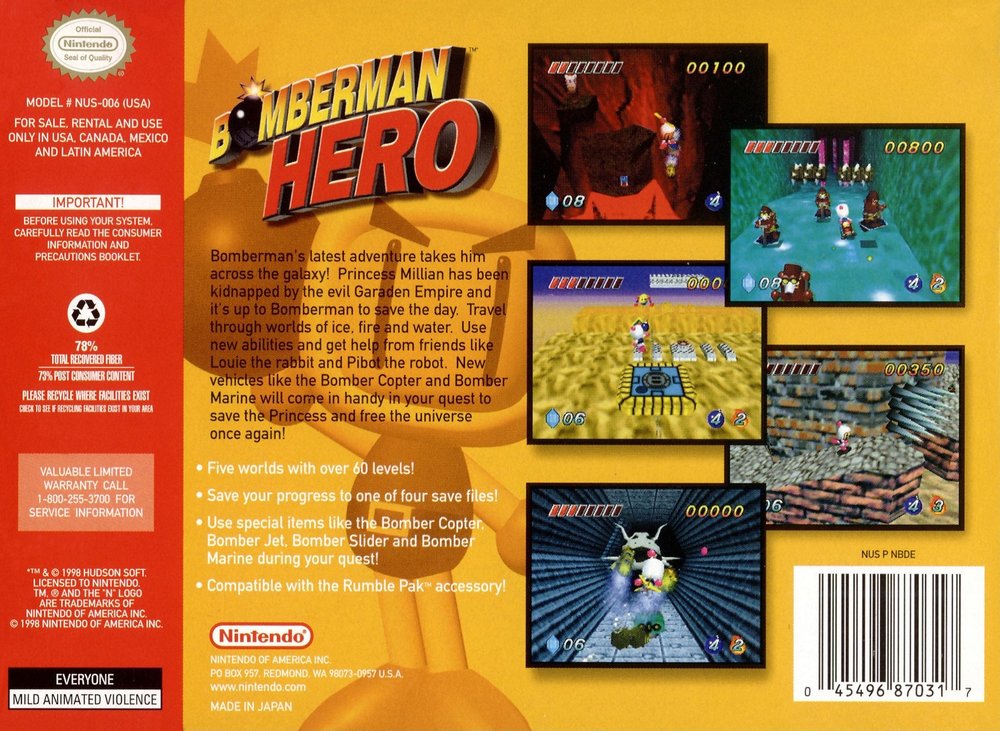 Official
Nintendo
Seal of Quality
MODEL # NUS-006 (USA)
FOR SALE, RENTAL AND USE
ONLY IN USA, CANADA, MEXICO
AND LATIN AMERICA
IMPORTANT!
BEFORE USING YOUR SYSTEM,
CAREFULLY READ THE CONSUMER
INFORMATION AND
PRECAUTIONS BOOKLET.
78%
TOTAL RECOVERED FIBER
73% POST CONSUMER CONTENT
PLEASE RECYCLE WHERE FACILITIES EXIST
CHECK TO SEE IF RECYCLING FACILITIES EXIST IN YOUR AREA
VALUABLE LIMITED
WARRANTY CALL
1-800-255-3700 FOR
SERVICE INFORMATION
™ & © 1998 HUDSON SOFT.
LICENSED TO NINTENDO.
TM, ® AND THE "N" LOGO
ARE TRADEMARKS OF
NINTENDO OF AMERICA INC.
© 1998 NINTENDO OF AMERICA INC.
EVERYONE
MILD ANIMATED VIOLENCE
BOMBERMAN™
HERO
Bomberman's latest adventure takes him
across the galaxy! Princess Millian has been
kidnapped by the evil Garaden Empire and
it's up to Bomberman to save the day. Travel
through worlds of ice, fire and water. Use
new abilities and get help from friends like
Louie the rabbit and Pibot the robot. New
vehicles like the Bomber Copter and Bomber
Marine will come in handy in your quest to
save the Princess and free the universe
once again!
• Five worlds with over 60 levels!
• Save your progress to one of four save files!
• Use special items like the Bomber Copter,
Bomber Jet, Bomber Slider and Bomber
Marine during your quest!
• Compatible with the Rumble Pak™ accessory!
Nintendo®
NINTENDO OF AMERICA INC.
PO BOX 957, REDMOND, WA 98073-0957 U.S.A.
www.nintendo.com
MADE IN JAPAN
00100
08
4
00800
08
4 2
000
06
4 2
00350
06
4 3
00000
06
4 2
NUS P NBDE
0 45496 87031 7